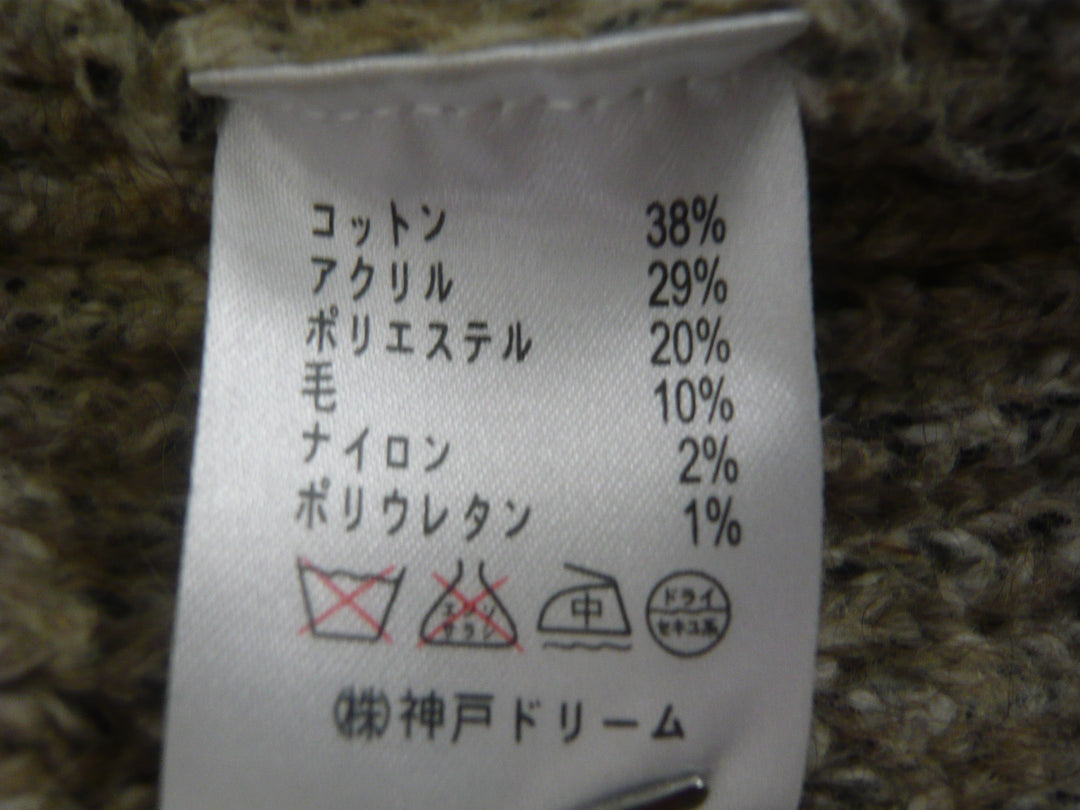 コットン 38%
アクリル 29%
ポリエステル 20%
毛 10%
ナイロン 2%
ポリウレタン 1%
エンソ サラシ 中 ドライ セキユ系
㈱神戸ドリーム